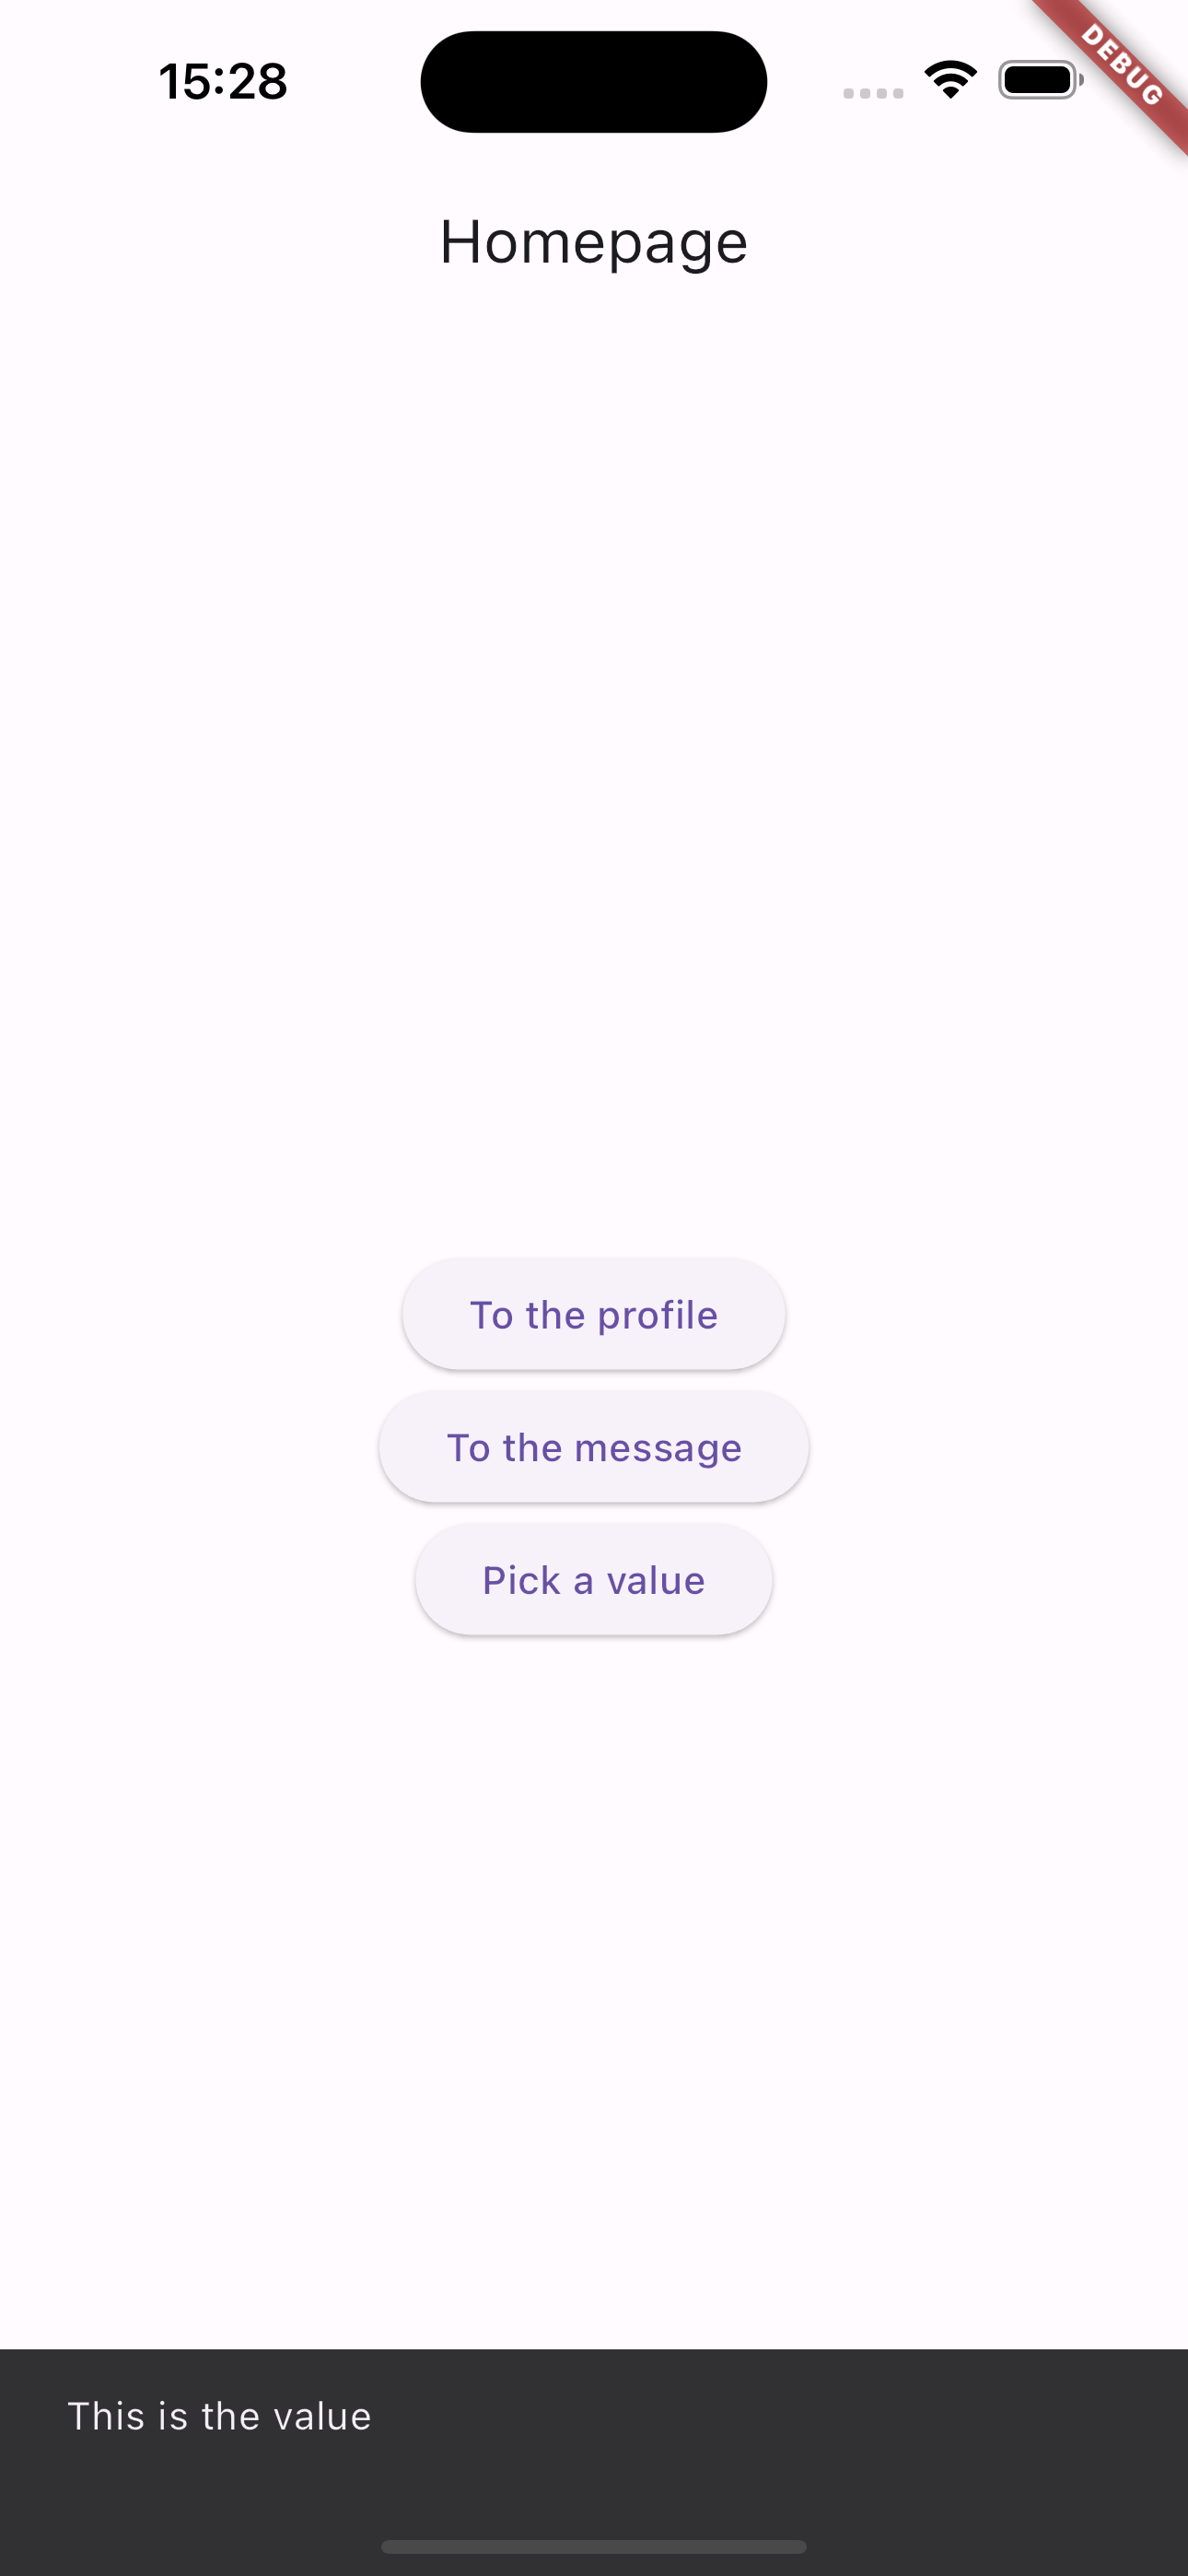 15:28
DEBUG
Homepage
To the profile
To the message
Pick a value
This is the value